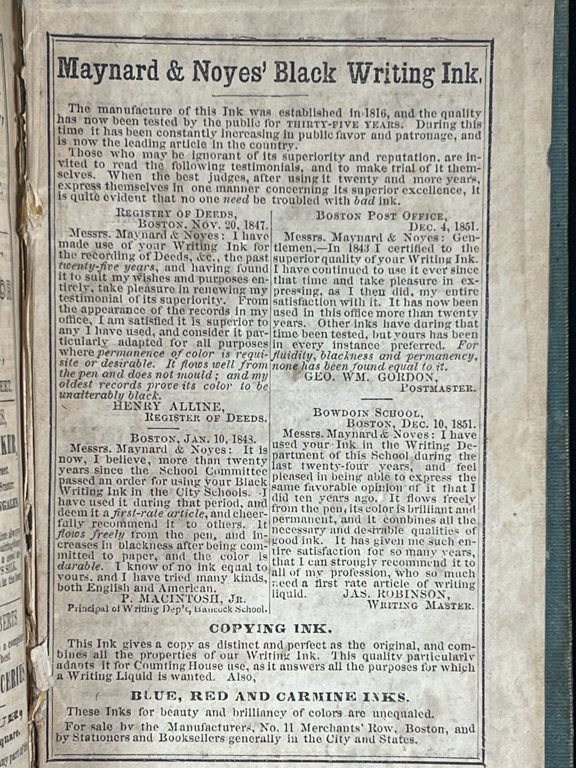 Maynard & Noyes' Black Writing Ink.
The manufacture of this Ink was established in 1816, and the quality
has now been tested by the public for THIRTY-FIVE YEARS. During this
time it has been constantly increasing in public favor and patronage, and
is now the leading article in the country.
Those who may be ignorant of its superiority and reputation, are in-
vited to read the following testimonials, and to make trial of it them-
selves. When the best judges, after using it twenty and more years,
express themselves in one manner concerning its superior excellence, it
is quite evident that no one need be troubled with bad ink.
REGISTRY OF DEEDS,
BOSTON, NOV. 20, 1847.
Messrs. Maynard & Noyes: I have
made use of your Writing Ink for
the recording of Deeds, &c., the past
twenty-five years, and having found
it to suit my wishes and purposes en-
tirely, take pleasure in renewing my
testimonial of its superiority. From
the appearance of the records in my
office, I am satisfied it is superior to
any I have used, and consider it par-
ticularly adapted for all purposes
where permanence of color is requi-
site or desirable. It flows well from
the pen and does not mould; and my
oldest records prove its color to be
unalterably black.
HENRY ALLINE,
REGISTER OF DEEDS.
BOSTON, JAN. 10, 1843.
Messrs. Maynard & Noyes: It is
now, I believe, more than twenty
years since the School Committee
passed an order for using your Black
Writing Ink in the City Schools. I
have used it during that period, and
deem it a first-rate article, and cheer-
fully recommend it to others. It
flows freely from the pen, and in-
creases in blackness after being com-
mitted to paper, and the color is
durable. I know of no ink equal to
yours, and I have tried many kinds,
both English and American.
P. MACINTOSH, JR.
Principal of Writing Dep't, Hancock School.
BOSTON POST OFFICE,
DEC. 4, 1851.
Messrs. Maynard & Noyes: Gen-
tlemen,—In 1843 I certified to the
superior quality of your Writing Ink.
I have continued to use it ever since
that time and take pleasure in ex-
pressing, as I then did, my entire
satisfaction with it. It has now been
used in this office more than twenty
years. Other inks have during that
time been tested, but yours has been
in every instance preferred. For
fluidity, blackness and permanency,
none has been found equal to it.
GEO. WM. GORDON,
POSTMASTER.
BOWDOIN SCHOOL,
BOSTON, DEC. 10, 1851.
Messrs. Maynard & Noyes: I have
used your Ink in the Writing De-
partment of this School during the
last twenty-four years, and feel
pleased in being able to express the
same favorable opinion of it that I
did ten years ago. It flows freely
from the pen, its color is brilliant and
permanent, and it combines all the
necessary and desirable qualities of
good ink. It has given me such en-
tire satisfaction for so many years,
that I can strongly recommend it to
all of my profession, who so much
need a first rate article of writing
liquid. JAS. ROBINSON,
WRITING MASTER.
COPYING INK.
This Ink gives a copy as distinct and perfect as the original, and com-
bines all the properties of our Writing Ink. This quality particularly
adapts it for Counting House use, as it answers all the purposes for which
a Writing Liquid is wanted. Also,
BLUE, RED AND CARMINE INKS.
These Inks for beauty and brilliancy of colors are unequaled.
For sale by the Manufacturers, No. 11 Merchants' Row, Boston, and
by Stationers and Booksellers generally in the City and States.